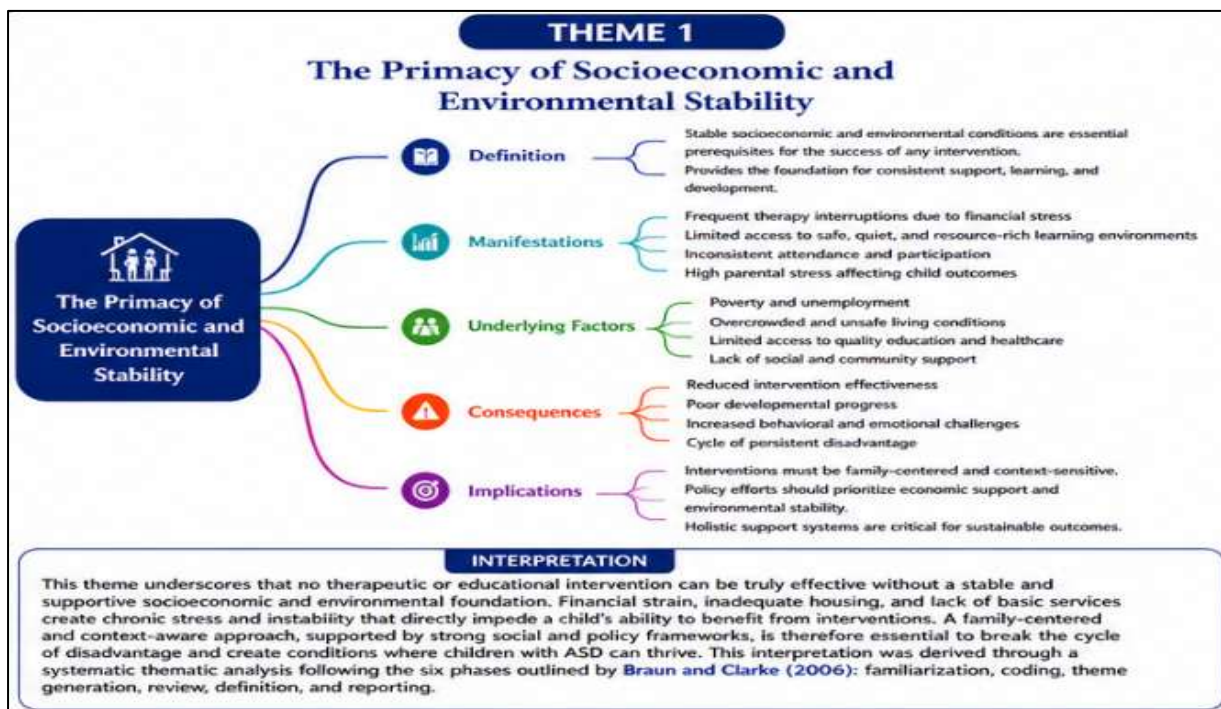 THEME 1
The Primacy of Socioeconomic and
Environmental Stability
The Primacy of
Socioeconomic and
Environmental
Stability
Definition
Stable socioeconomic and environmental conditions are essential
prerequisites for the success of any intervention.
Provides the foundation for consistent support, learning, and
development.
Manifestations
Frequent therapy interruptions due to financial stress
Limited access to safe, quiet, and resource-rich learning environments
Inconsistent attendance and participation
High parental stress affecting child outcomes
Underlying Factors
Poverty and unemployment
Overcrowded and unsafe living conditions
Limited access to quality education and healthcare
Lack of social and community support
Consequences
Reduced intervention effectiveness
Poor developmental progress
Increased behavioral and emotional challenges
Cycle of persistent disadvantage
Implications
Interventions must be family-centered and context-sensitive.
Policy efforts should prioritize economic support and
environmental stability.
Holistic support systems are critical for sustainable outcomes.
INTERPRETATION
This theme underscores that no therapeutic or educational intervention can be truly effective without a stable and
supportive socioeconomic and environmental foundation. Financial strain, inadequate housing, and lack of basic services
create chronic stress and instability that directly impede a child's ability to benefit from interventions. A family-centered
and context-aware approach, supported by strong social and policy frameworks, is therefore essential to break the cycle
of disadvantage and create conditions where children with ASD can thrive. This interpretation was derived through a
systematic thematic analysis following the six phases outlined by Braun and Clarke (2006): familiarization, coding, theme
generation, review, definition, and reporting.